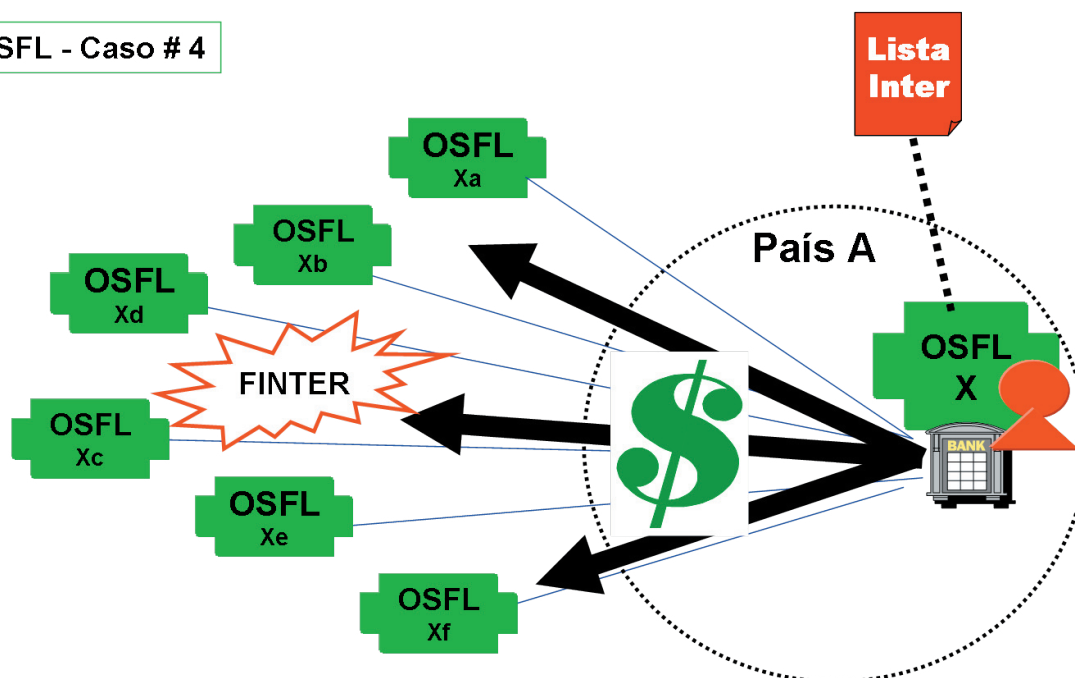 SFL - Caso # 4
Lista
Inter
OSFL
Xa
País A
OSFL
Xb
OSFL
Xd
OSFL
X
FINTER
$
OSFL
Xc
BANK
OSFL
Xe
OSFL
Xf